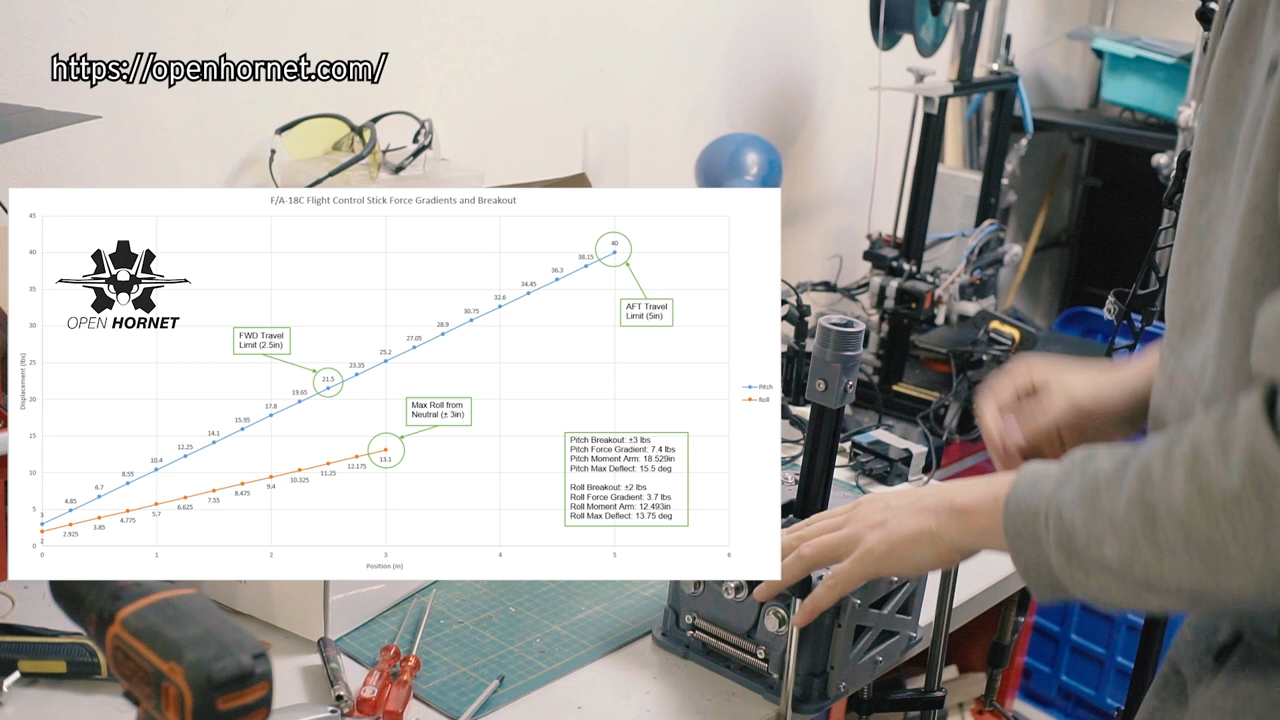 https://openhornet.com/
F/A-18C Flight Control Stick Force Gradients and Breakout
45
40
35
30
25
20
15
10
5
0
Displacement (lbs)
OPEN HORNET
FWD Travel
Limit (2.5in)
AFT Travel
Limit (5in)
Max Roll from
Neutral (± 3in)
3
4.85
6.7
8.55
10.4
12.25
14.1
15.95
17.8
19.65
21.5
23.35
25.2
27.05
28.9
30.75
32.6
34.45
36.3
38.15
40
2
2.925
3.85
4.775
5.7
6.625
7.55
8.475
9.4
10.325
11.25
12.175
13.1
Pitch
Roll
Pitch Breakout: ±3 lbs
Pitch Force Gradient: 7.4 lbs
Pitch Moment Arm: 18.529in
Pitch Max Deflect: 15.5 deg
Roll Breakout: ±2 lbs
Roll Force Gradient: 3.7 lbs
Roll Moment Arm: 12.493in
Roll Max Deflect: 13.75 deg
0 1 2 3 4 5 6
Position (in)